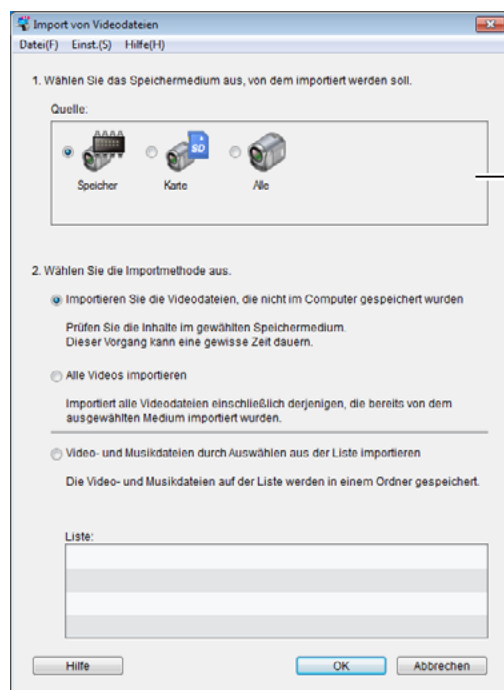 Import von Videodateien
Datei(F) Einst.(S) Hilfe(H)
1. Wählen Sie das Speichermedium aus, von dem importiert werden soll.
Quelle:
SD
Speicher Karte Alle
2. Wählen Sie die Importmethode aus.
Importieren Sie die Videodateien, die nicht im Computer gespeichert wurden
Prüfen Sie die Inhalte im gewählten Speichermedium.
Dieser Vorgang kann eine gewisse Zeit dauern.
Alle Videos importieren
Importiert alle Videodateien einschließlich derjenigen, die bereits von dem
ausgewählten Medium importiert wurden.
Video- und Musikdateien durch Auswählen aus der Liste importieren
Die Video- und Musikdateien auf der Liste werden in einem Ordner gespeichert.
Liste:
Hilfe OK Abbrechen